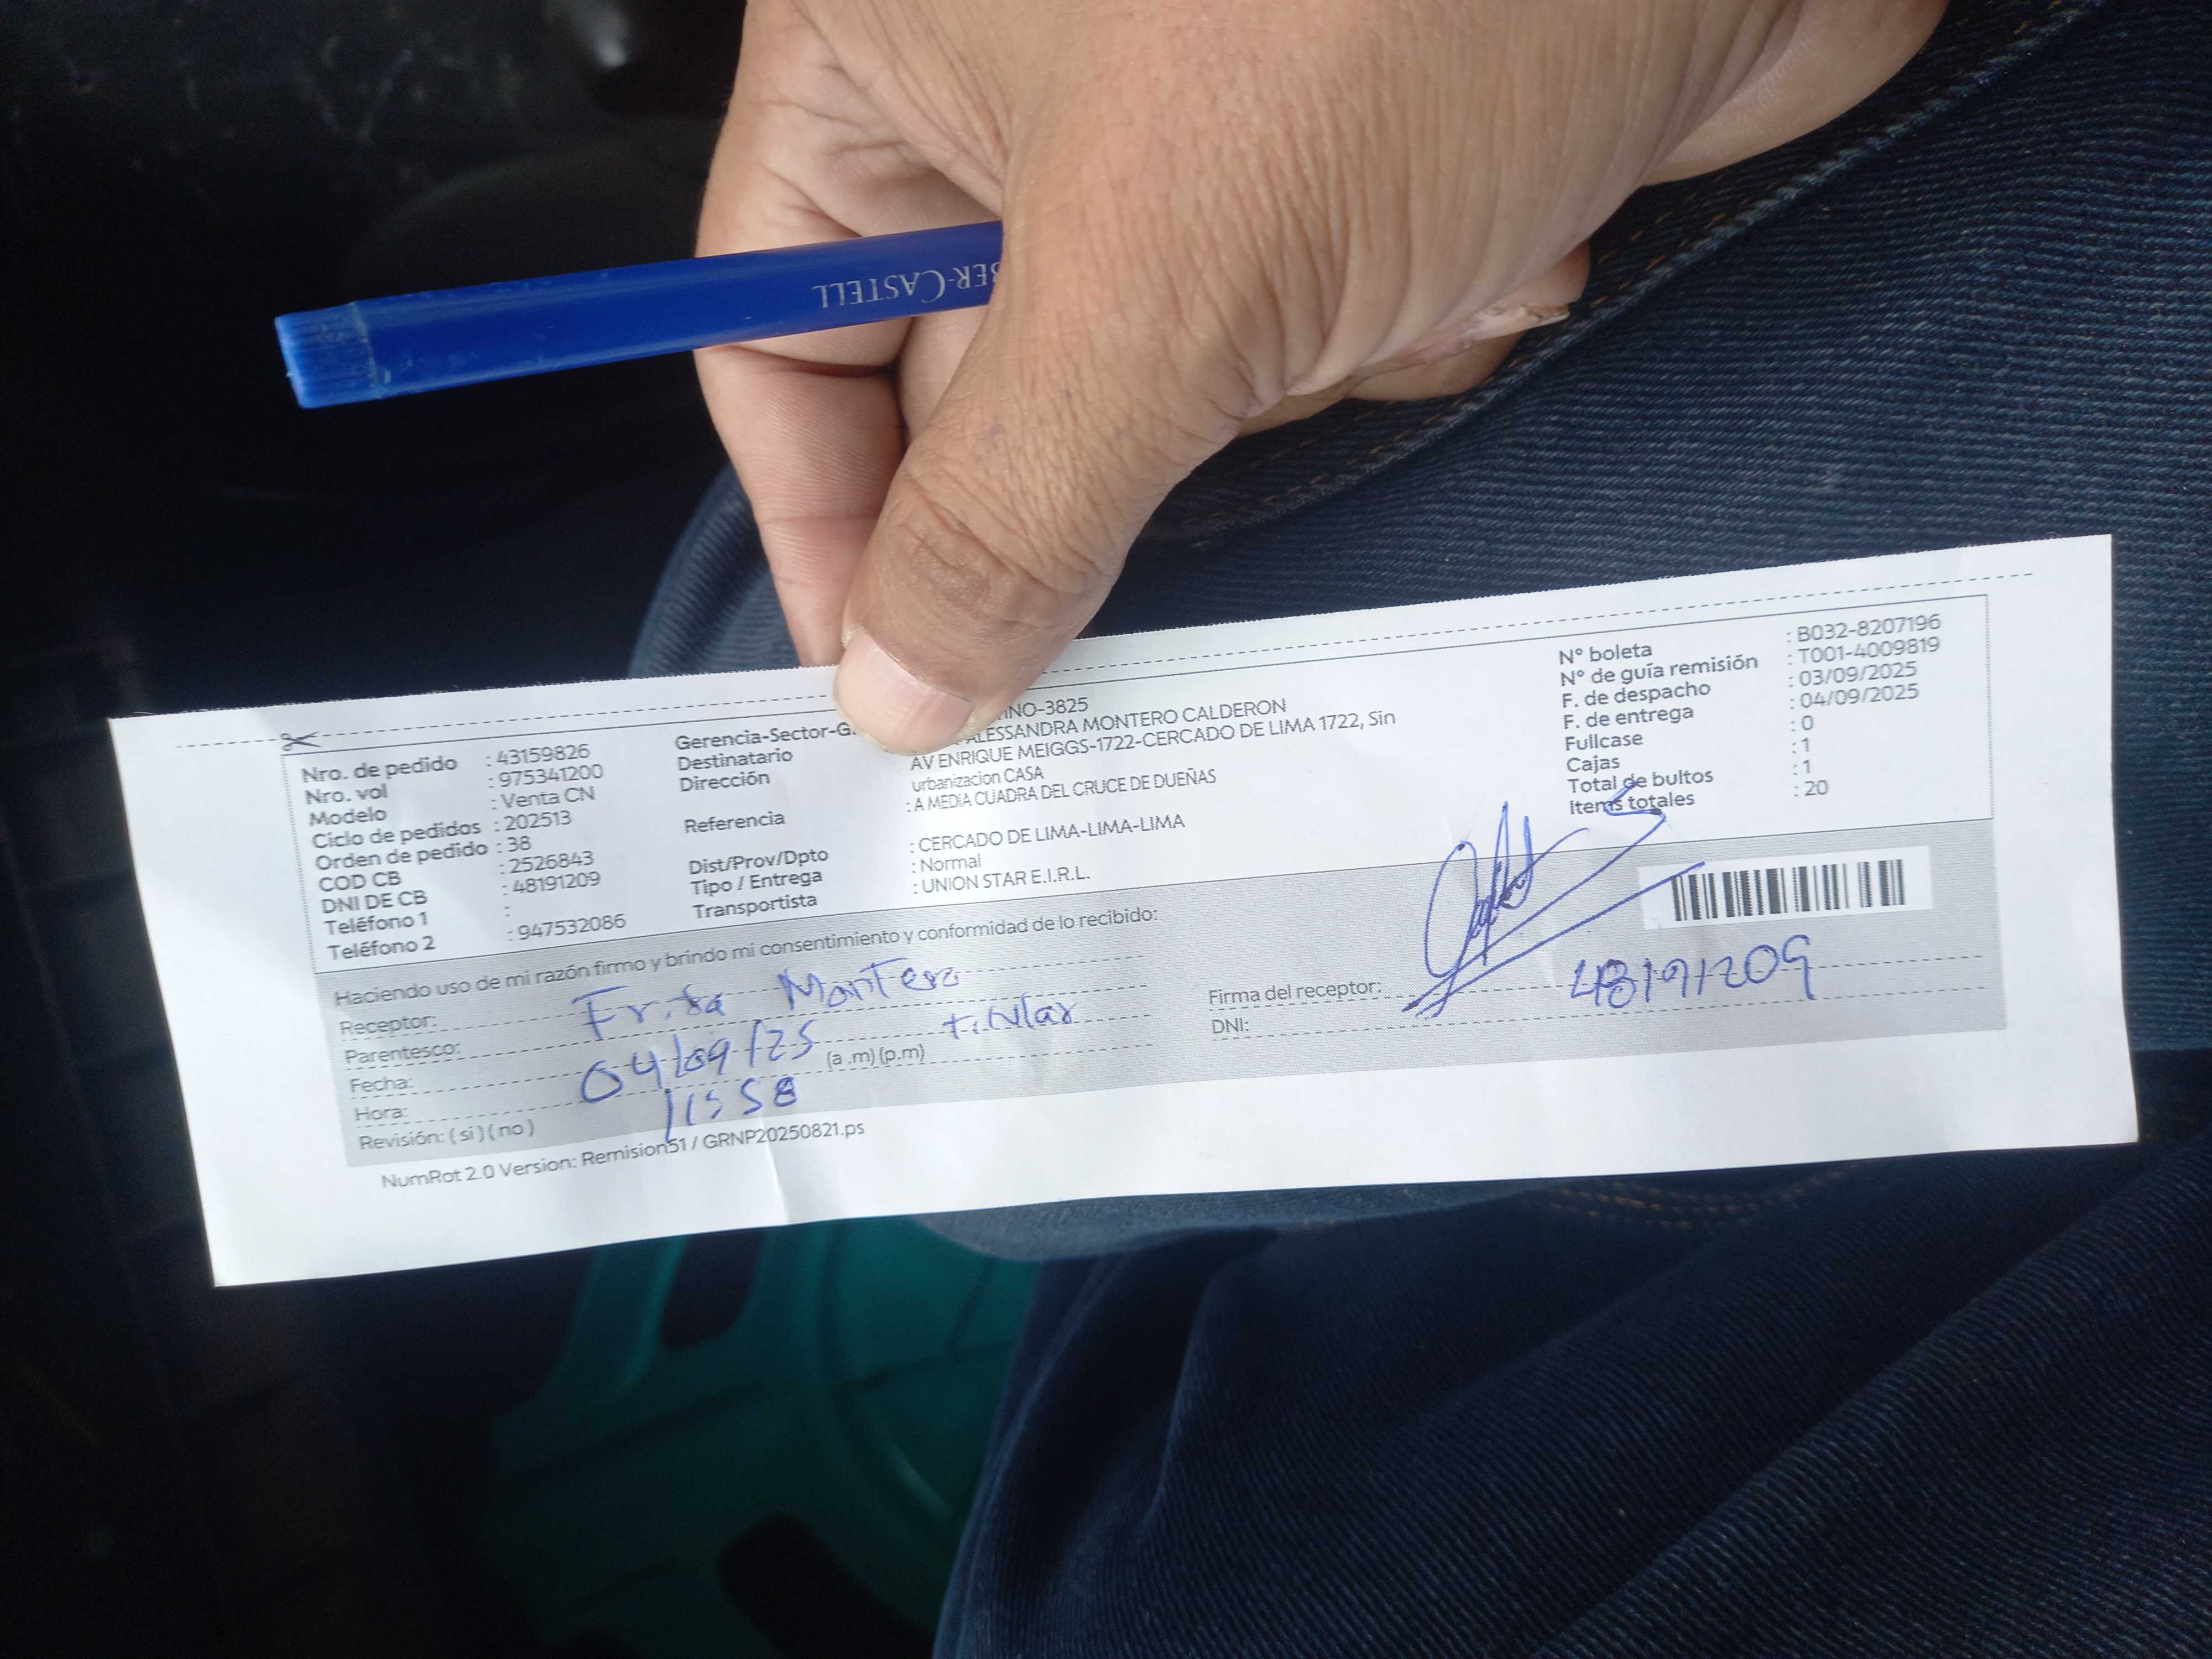 BER-CASTELL
Nro. de pedido : 43159826
Nro. vol : 975341200
Modelo : Venta CN
Ciclo de pedidos : 202513
Orden de pedido : 38
COD CB : 2526843
DNI DE CB : 48191209
Teléfono 1 :
Teléfono 2 : 947532086
Gerencia-Sector-G
INO-3825
Destinatario ALESSANDRA MONTERO CALDERON
Dirección AV ENRIQUE MEIGGS-1722-CERCADO DE LIMA 1722, Sin
urbanizacion CASA
Referencia : A MEDIA CUADRA DEL CRUCE DE DUEÑAS
Dist/Prov/Dpto : CERCADO DE LIMA-LIMA-LIMA
Tipo / Entrega : Normal
Transportista : UNION STAR E.I.R.L.
N° boleta : B032-8207196
N° de guía remisión : T001-4009819
F. de despacho : 03/09/2025
F. de entrega : 04/09/2025
Fullcase : 0
Cajas : 1
Total de bultos : 1
Items totales : 20
Haciendo uso de mi razón firmo y brindo mi consentimiento y conformidad de lo recibido:
Receptor: Montero
Parentesco: titular
Fecha: 04/09/25
Hora: (a .m) (p.m)
Revisión: ( si ) ( no )
Firma del receptor:
DNI: 48191209
NumRot 2.0 Version: Remision51 / GRNP20250821.ps